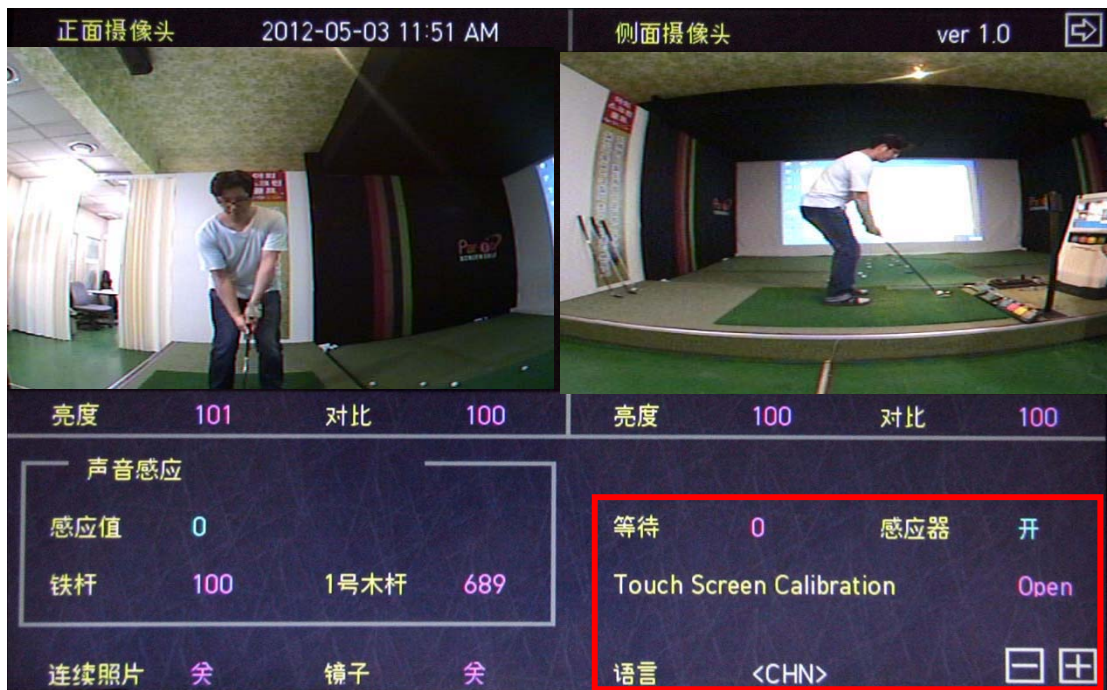 正面摄像头 2012-05-03 11:51 AM 侧面摄像头 ver 1.0
亮度 101 对比 100 亮度 100 对比 100
声音感应
感应值 0 等待 0 感应器 开
铁杆 100 1号木杆 689 Touch Screen Calibration Open
连续照片 关 镜子 关 语言 <CHN>